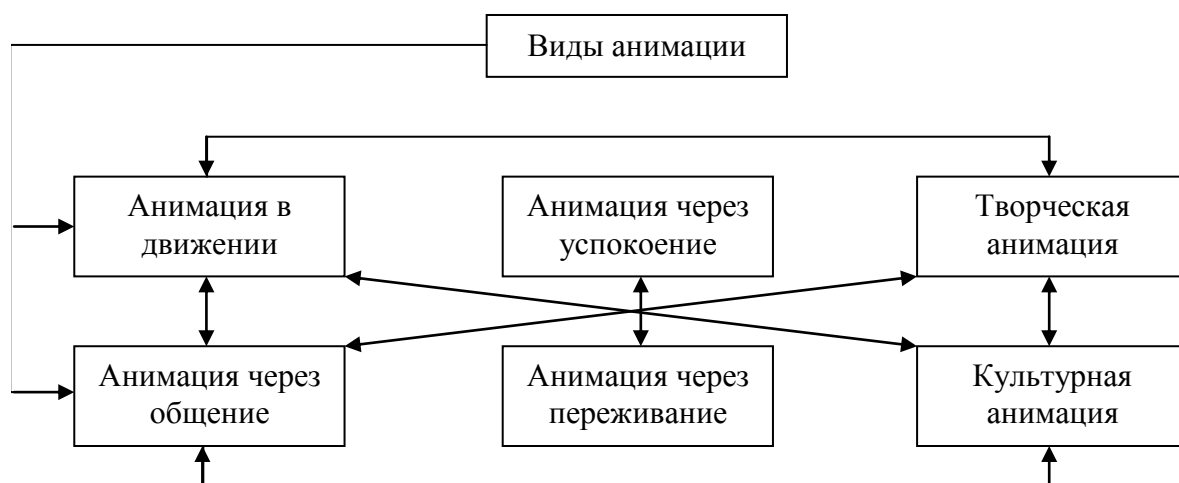 Виды анимации
Анимация в
движении
Анимация через
успокоение
Творческая
анимация
Анимация через
общение
Анимация через
переживание
Культурная
анимация